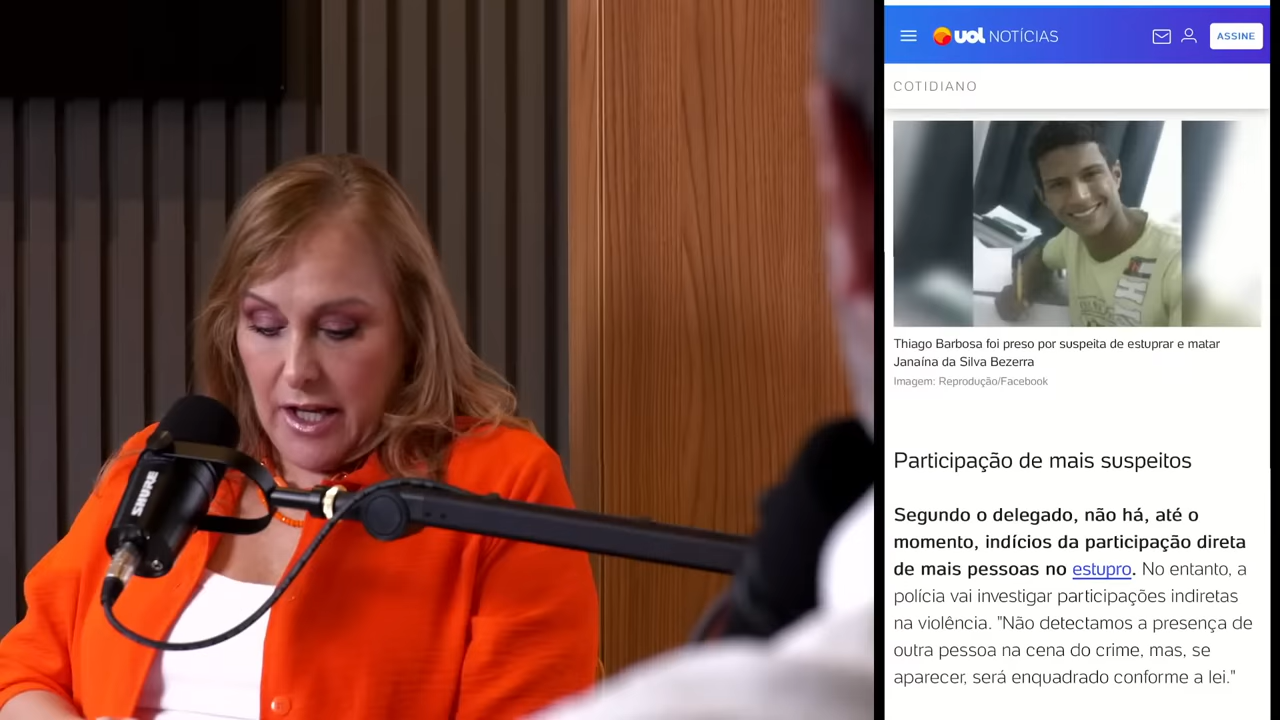 SHURE
uol NOTÍCIAS
ASSINE
COTIDIANO
Thiago Barbosa foi preso por suspeita de estuprar e matar
Janaína da Silva Bezerra
Imagem: Reprodução/Facebook
Participação de mais suspeitos
Segundo o delegado, não há, até o
momento, indícios da participação direta
de mais pessoas no estupro. No entanto, a
polícia vai investigar participações indiretas
na violência. "Não detectamos a presença de
outra pessoa na cena do crime, mas, se
aparecer, será enquadrado conforme a lei."